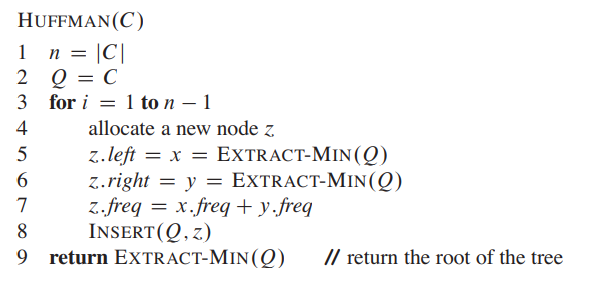 HUFFMAN(C)
1 n = |C|
2 Q = C
3 for i = 1 to n − 1
4 allocate a new node z
5 z.left = x = EXTRACT-MIN(Q)
6 z.right = y = EXTRACT-MIN(Q)
7 z.freq = x.freq + y.freq
8 INSERT(Q, z)
9 return EXTRACT-MIN(Q) // return the root of the tree